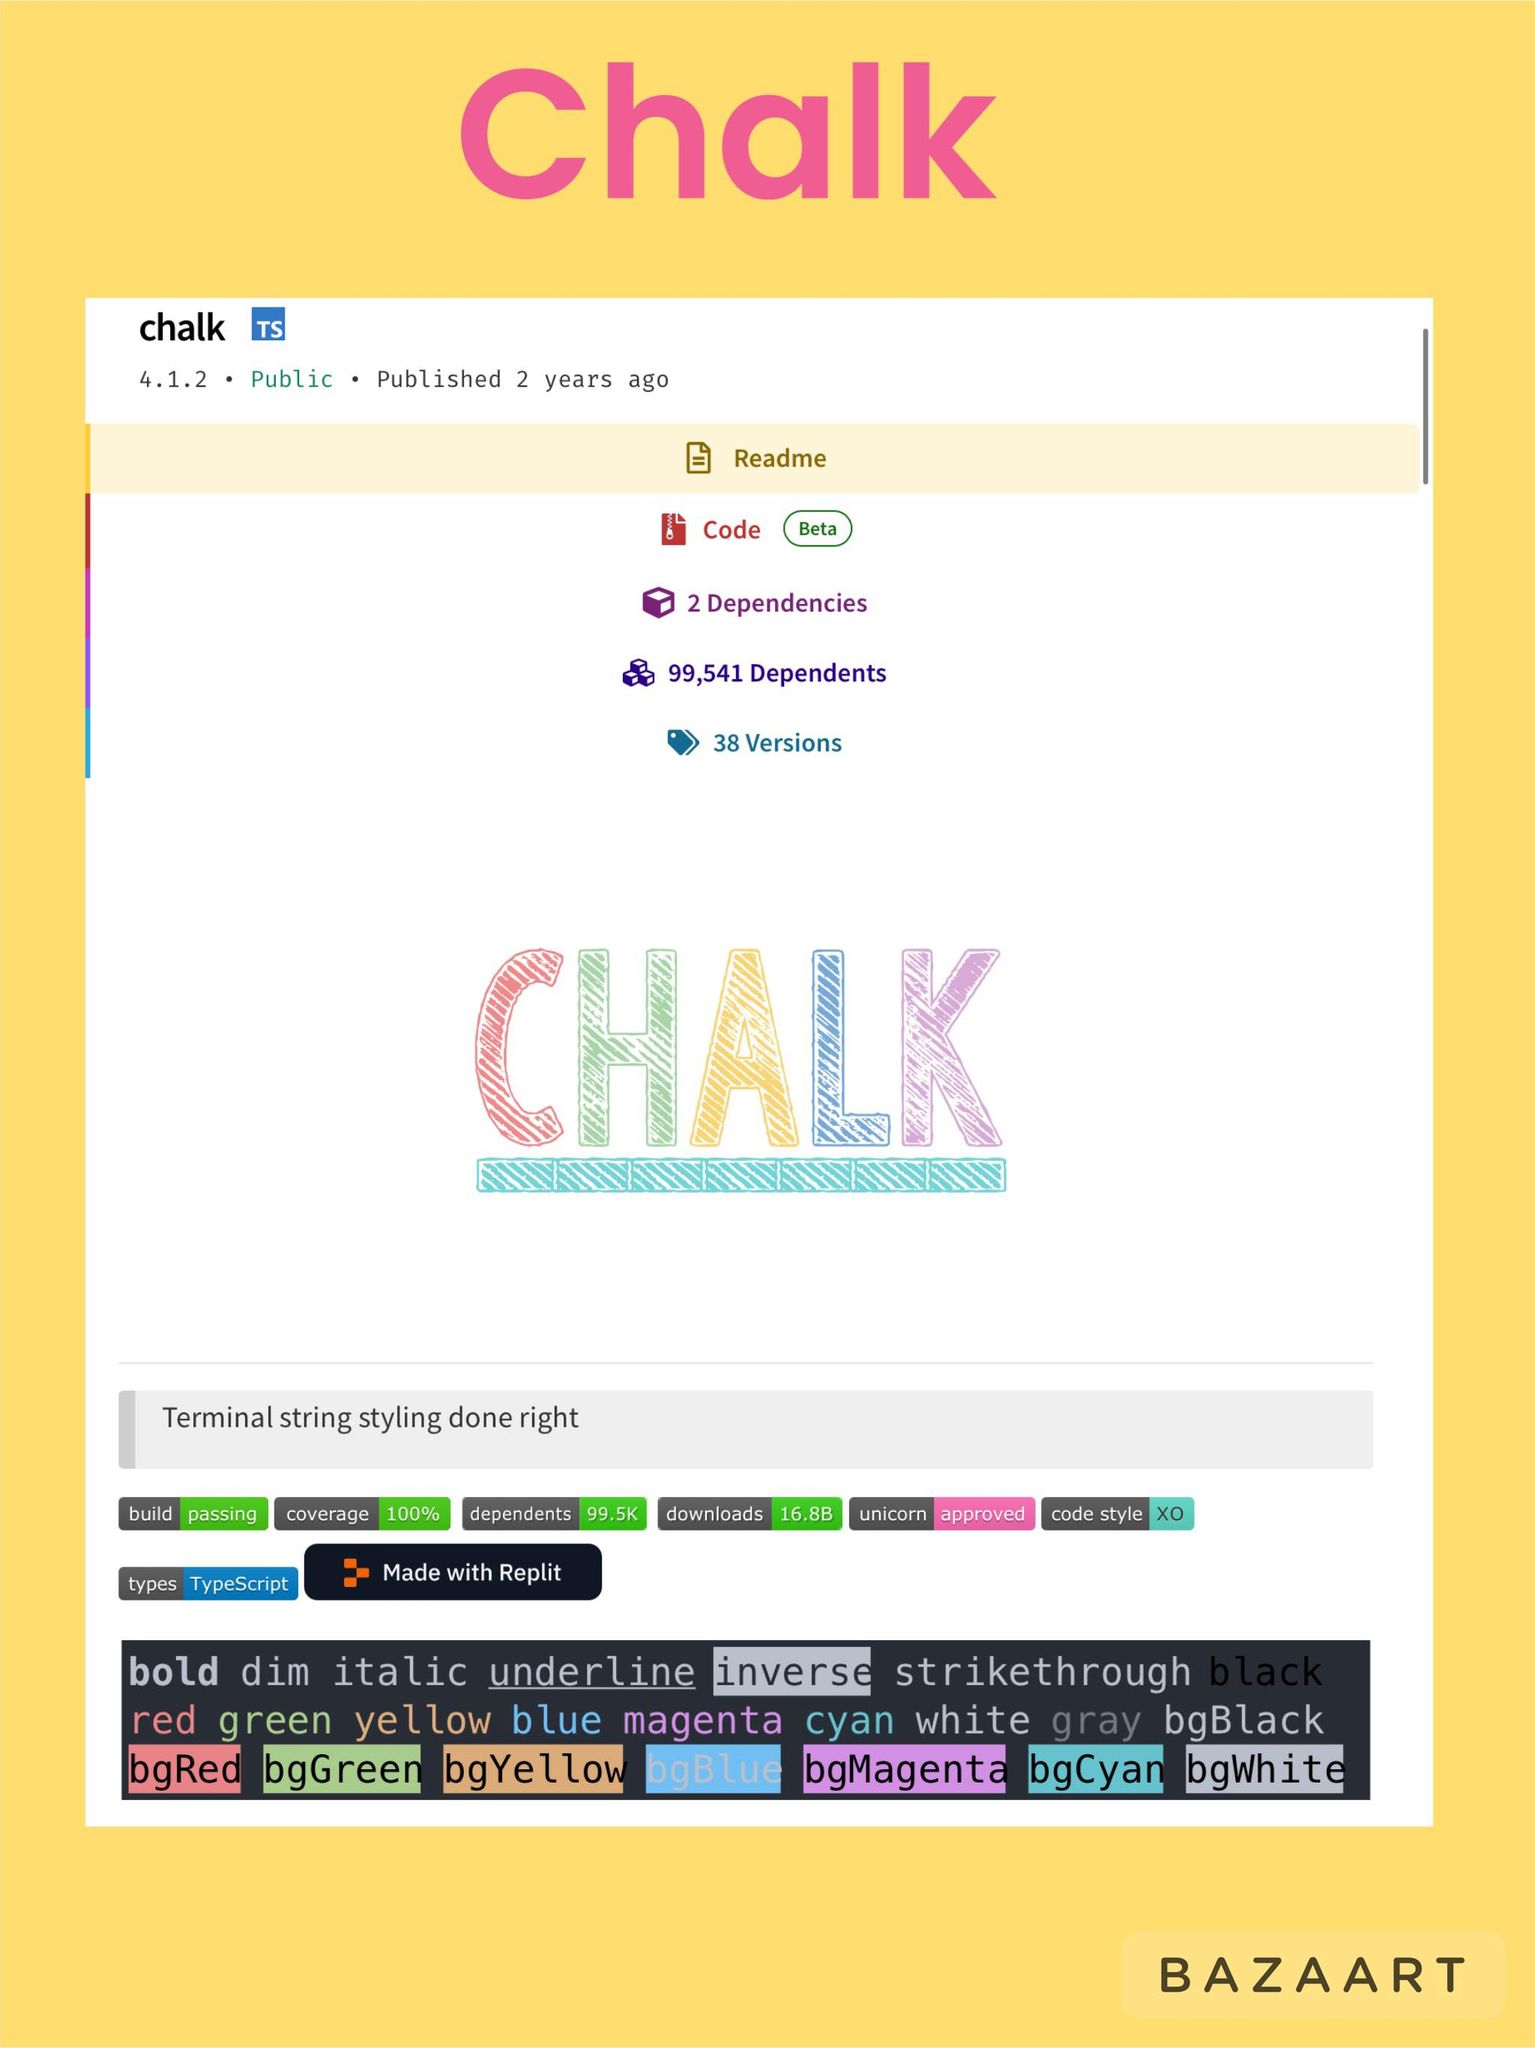 Chalk
chalk TS
4.1.2 • Public • Published 2 years ago
Readme
Code Beta
2 Dependencies
99,541 Dependents
38 Versions
CHALK
Terminal string styling done right
build passing coverage 100% dependents 99.5K downloads 16.8B unicorn approved code style XO
types TypeScript Made with Replit
bold dim italic underline inverse strikethrough black
red green yellow blue magenta cyan white gray bgBlack
bgRed bgGreen bgYellow bgBlue bgMagenta bgCyan bgWhite
BAZAART